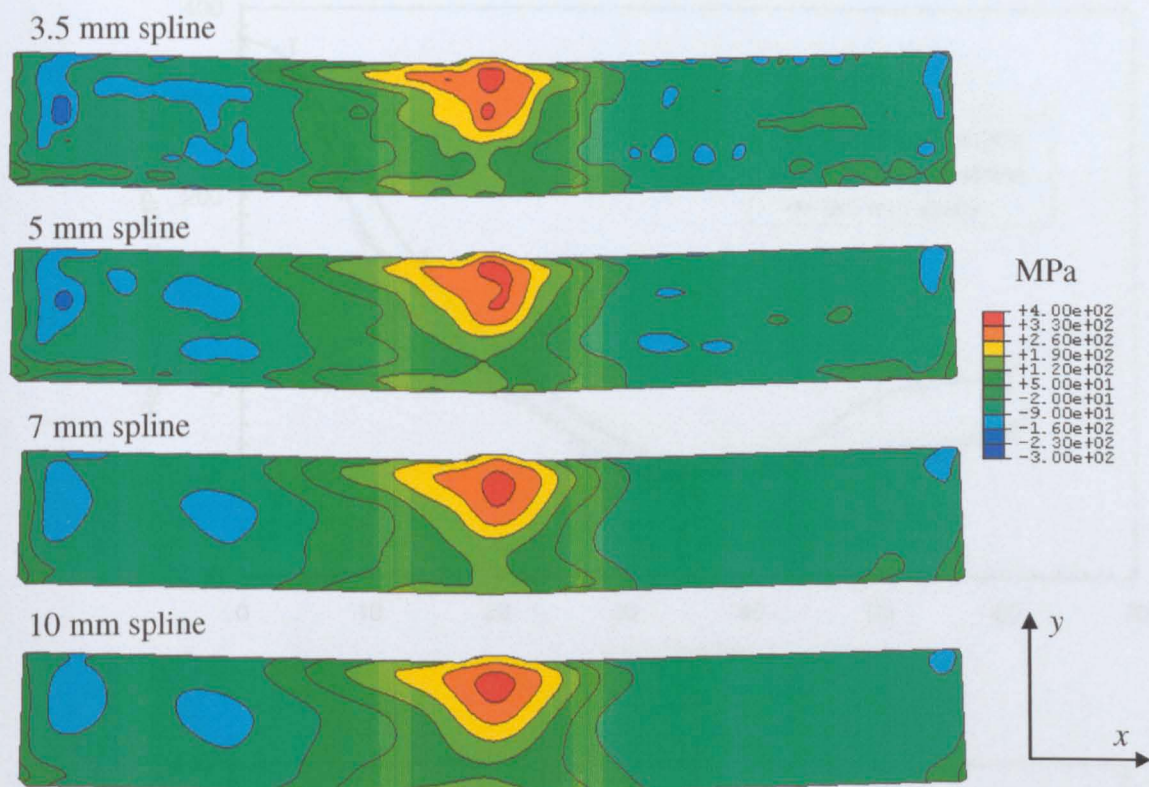 3.5 mm spline
5 mm spline
MPa
+4.00e+02
+3.30e+02
+2.60e+02
+1.90e+02
+1.20e+02
+5.00e+01
-2.00e+01
-9.00e+01
-1.60e+02
-2.30e+02
-3.00e+02
7 mm spline
10 mm spline
y
x